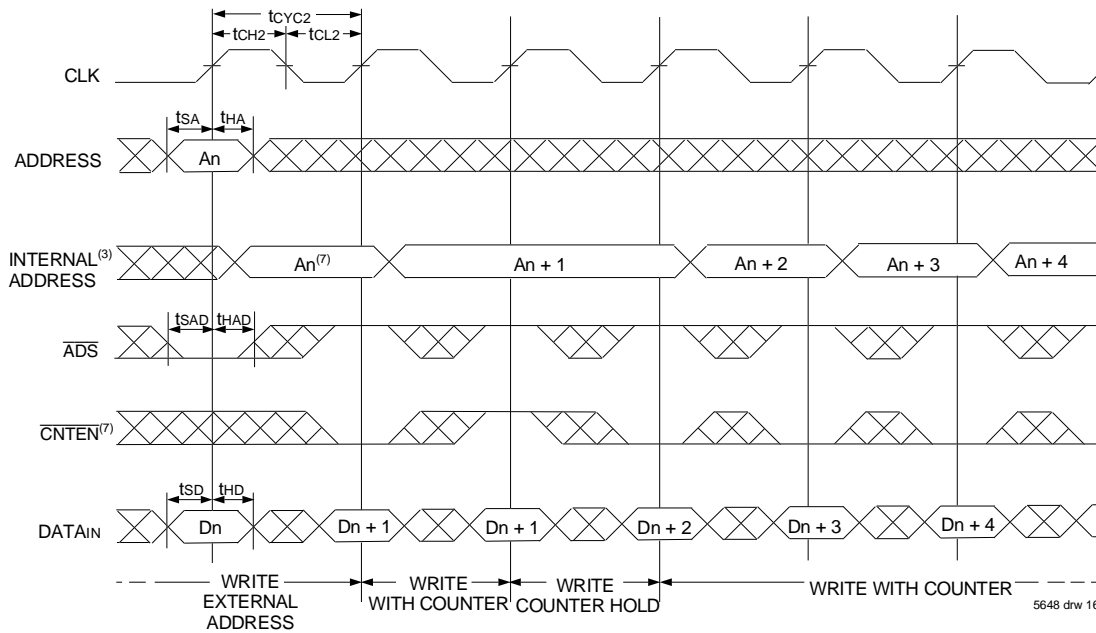 tCYC2
tCH2 tCL2
CLK
tSA tHA
ADDRESS An
INTERNAL(3)
ADDRESS
An(7) An + 1 An + 2 An + 3 An + 4
tSAD tHAD
ADS
CNTEN(7)
tSD tHD
DATAIN Dn Dn + 1 Dn + 1 Dn + 2 Dn + 3 Dn + 4
WRITE
EXTERNAL
ADDRESS
WRITE
WITH COUNTER
WRITE
COUNTER HOLD
WRITE WITH COUNTER
5648 drw 16